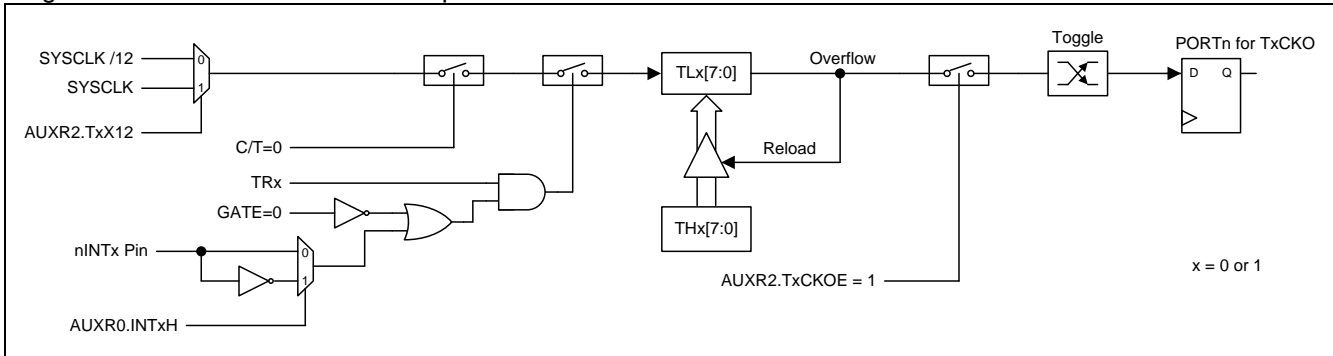 SYSCLK /12
SYSCLK
AUXR2.TxX12
0
1
C/T=0
TRx
GATE=0
nINTx Pin
0
1
AUXR0.INTxH
TLx[7:0]
Overflow
Reload
THx[7:0]
AUXR2.TxCKOE = 1
Toggle
PORTn for TxCKO
D Q
x = 0 or 1